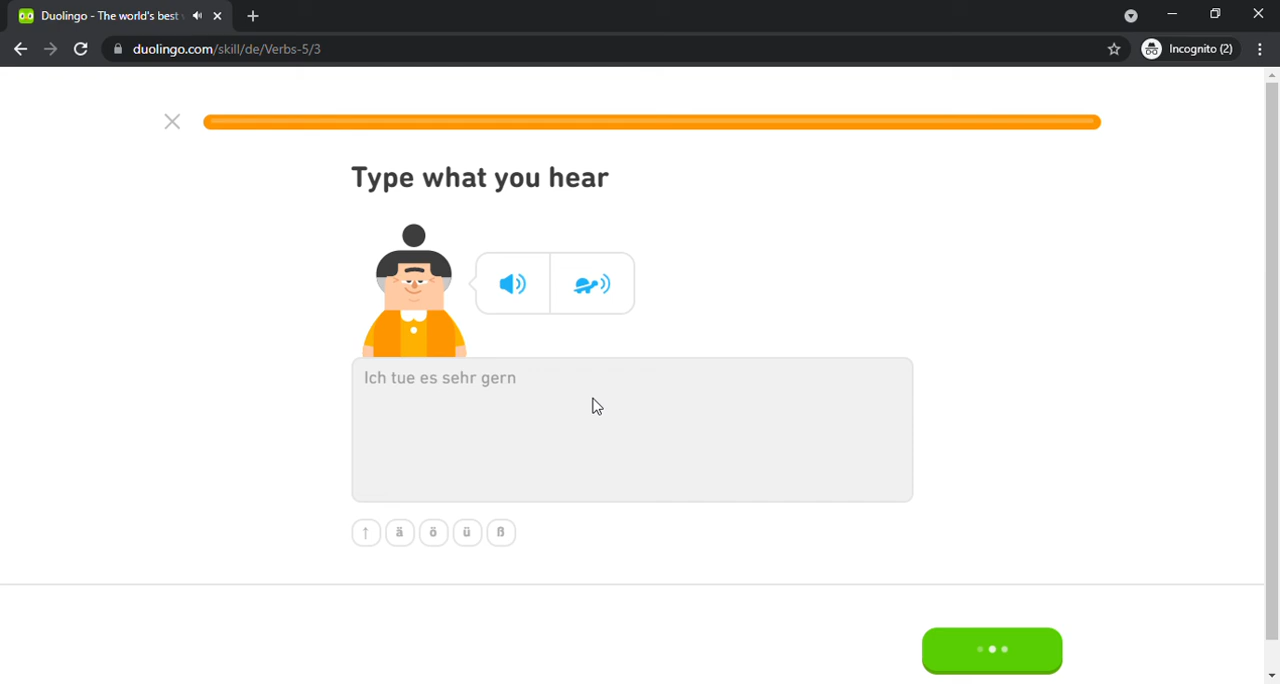 Duolingo - The world's best
duolingo.com/skill/de/Verbs-5/3
Incognito (2)
Type what you hear
Ich tue es sehr gern
↑ ä ö ü ß